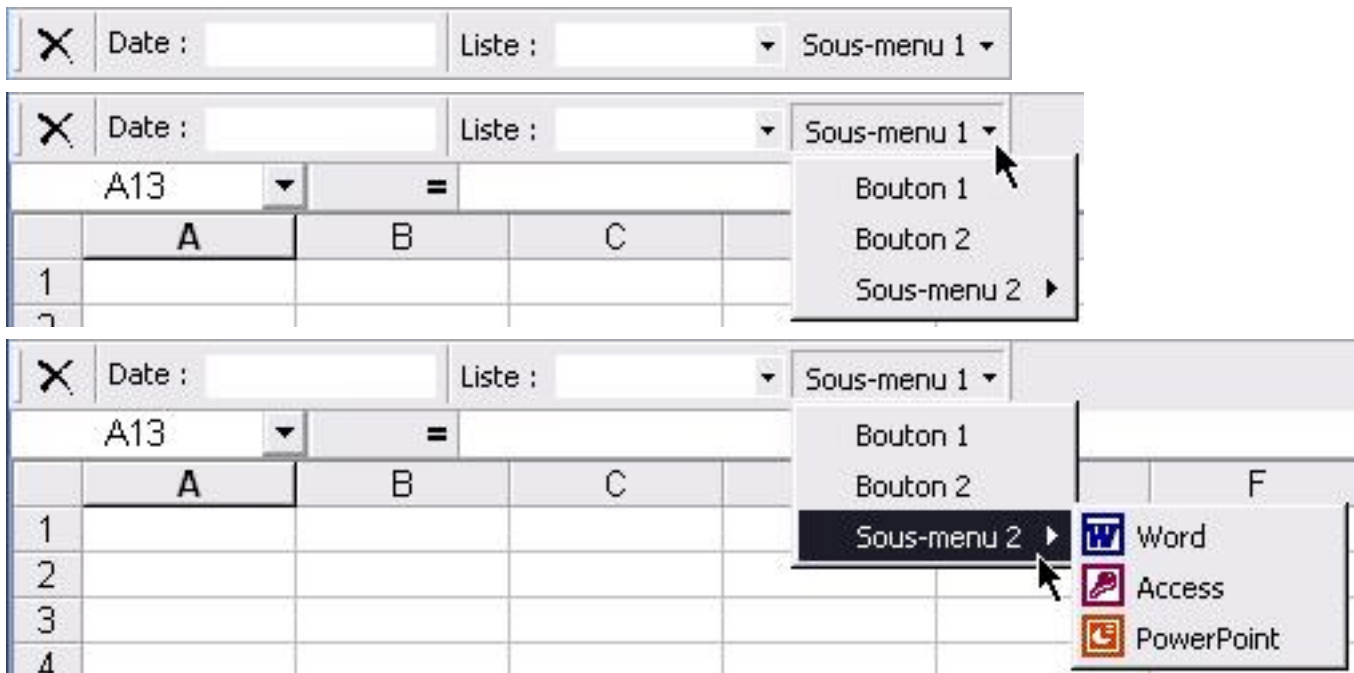 Date : Liste : Sous-menu 1
Date : Liste : Sous-menu 1
A13 = Bouton 1
A B C Bouton 2
1 Sous-menu 2
2
Date : Liste : Sous-menu 1
A13 = Bouton 1
A B C Bouton 2 F
1 Sous-menu 2 Word
2 Access
3 PowerPoint
4